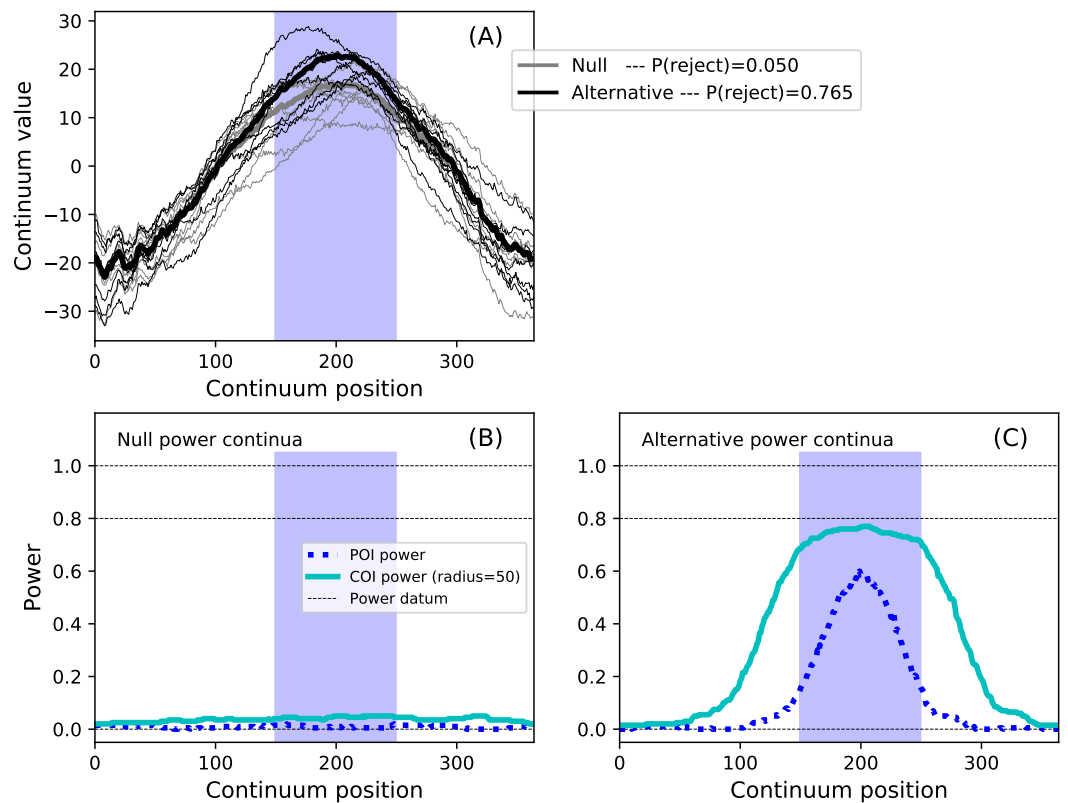 30
20
10
0
−10
−20
−30
Continuum value
(A)
Null --- P(reject)=0.050
Alternative --- P(reject)=0.765
0 100 200 300
Continuum position
Null power continua
(B)
1.0
0.8
0.6
0.4
0.2
0.0
Power
POI power
COI power (radius=50)
Power datum
0 100 200 300
Continuum position
Alternative power continua
(C)
1.0
0.8
0.6
0.4
0.2
0.0
0 100 200 300
Continuum position